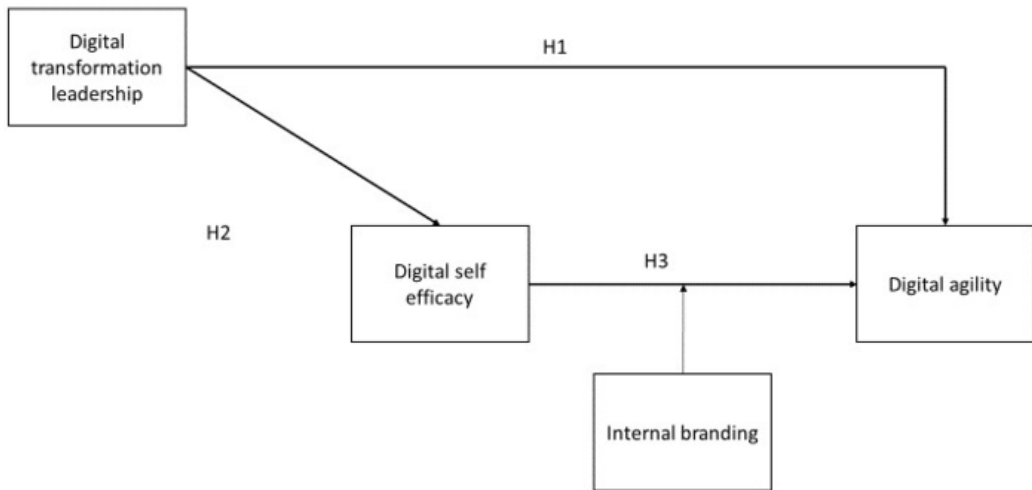 Digital
transformation
leadership
H1
H2
Digital self
efficacy
H3
Digital agility
Internal branding